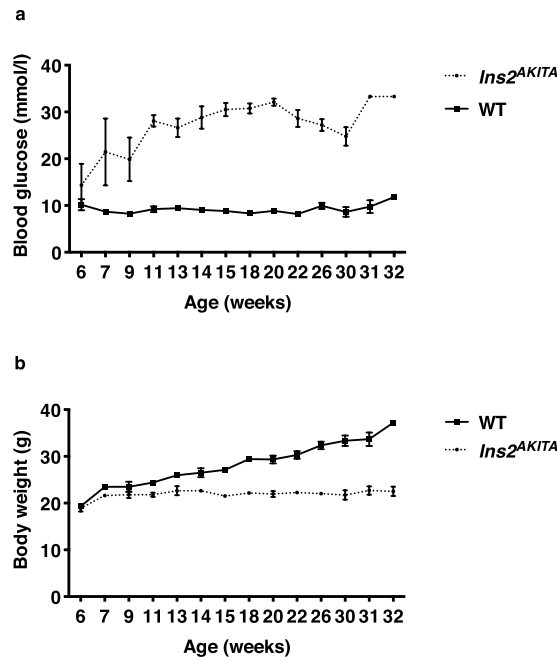 a
Blood glucose (mmol/l)
40
30
20
10
0
6 7 9 11 13 14 15 18 20 22 26 30 31 32
Age (weeks)
Ins2AKITA
WT
b
Body weight (g)
40
30
20
10
0
6 7 9 11 13 14 15 18 20 22 26 30 31 32
Age (weeks)
WT
Ins2AKITA